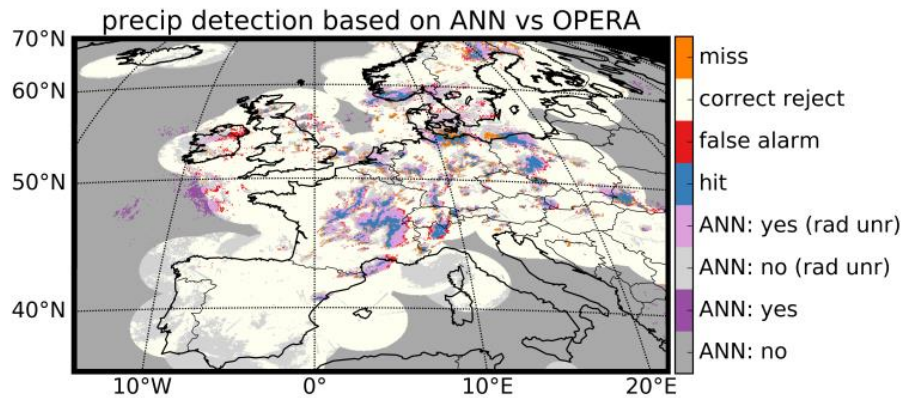 precip detection based on ANN vs OPERA
70°N
60°N
50°N
40°N
10°W
0°
10°E
20°E
miss
correct reject
false alarm
hit
ANN: yes (rad unr)
ANN: no (rad unr)
ANN: yes
ANN: no